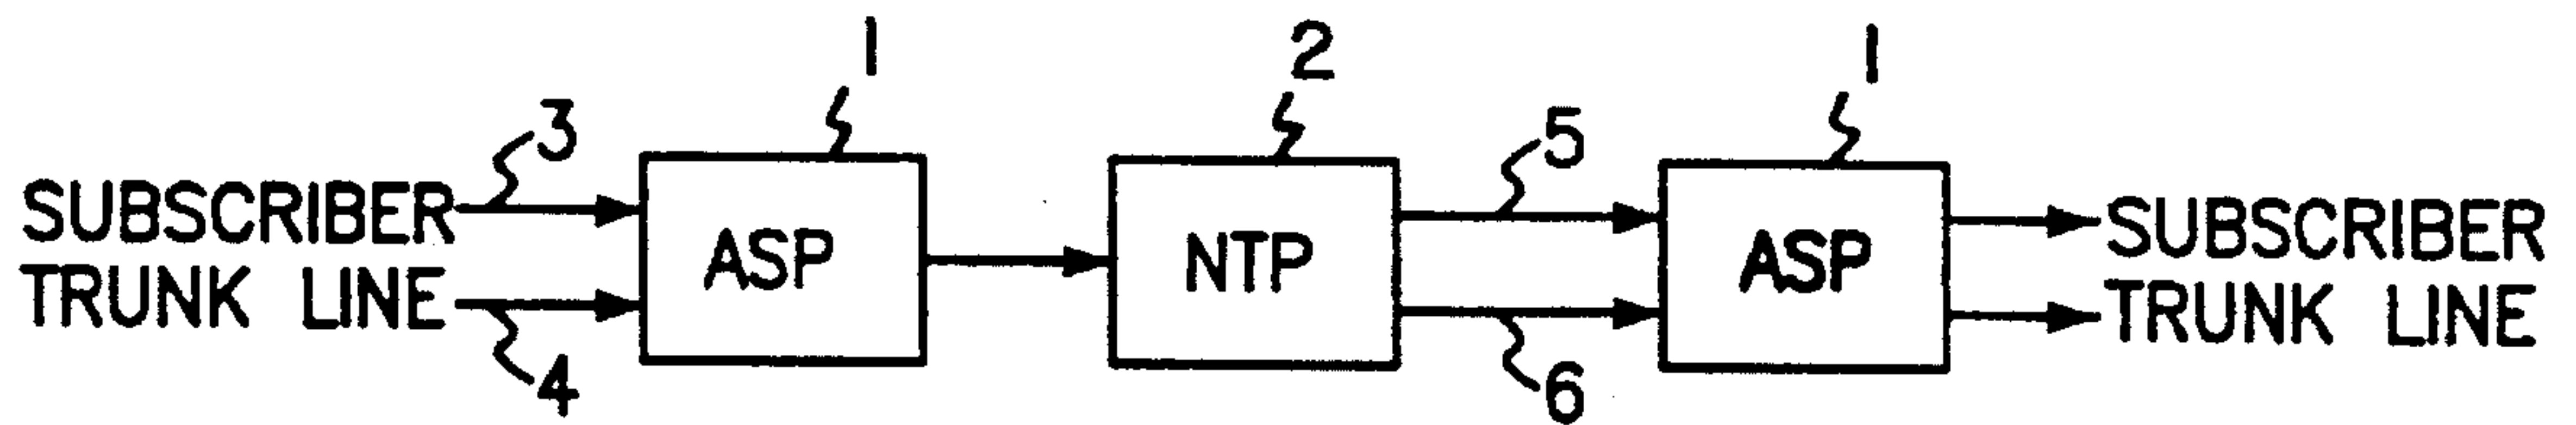 1
2
1
3
5
SUBSCRIBER
TRUNK LINE
ASP
NTP
ASP
SUBSCRIBER
TRUNK LINE
4
6